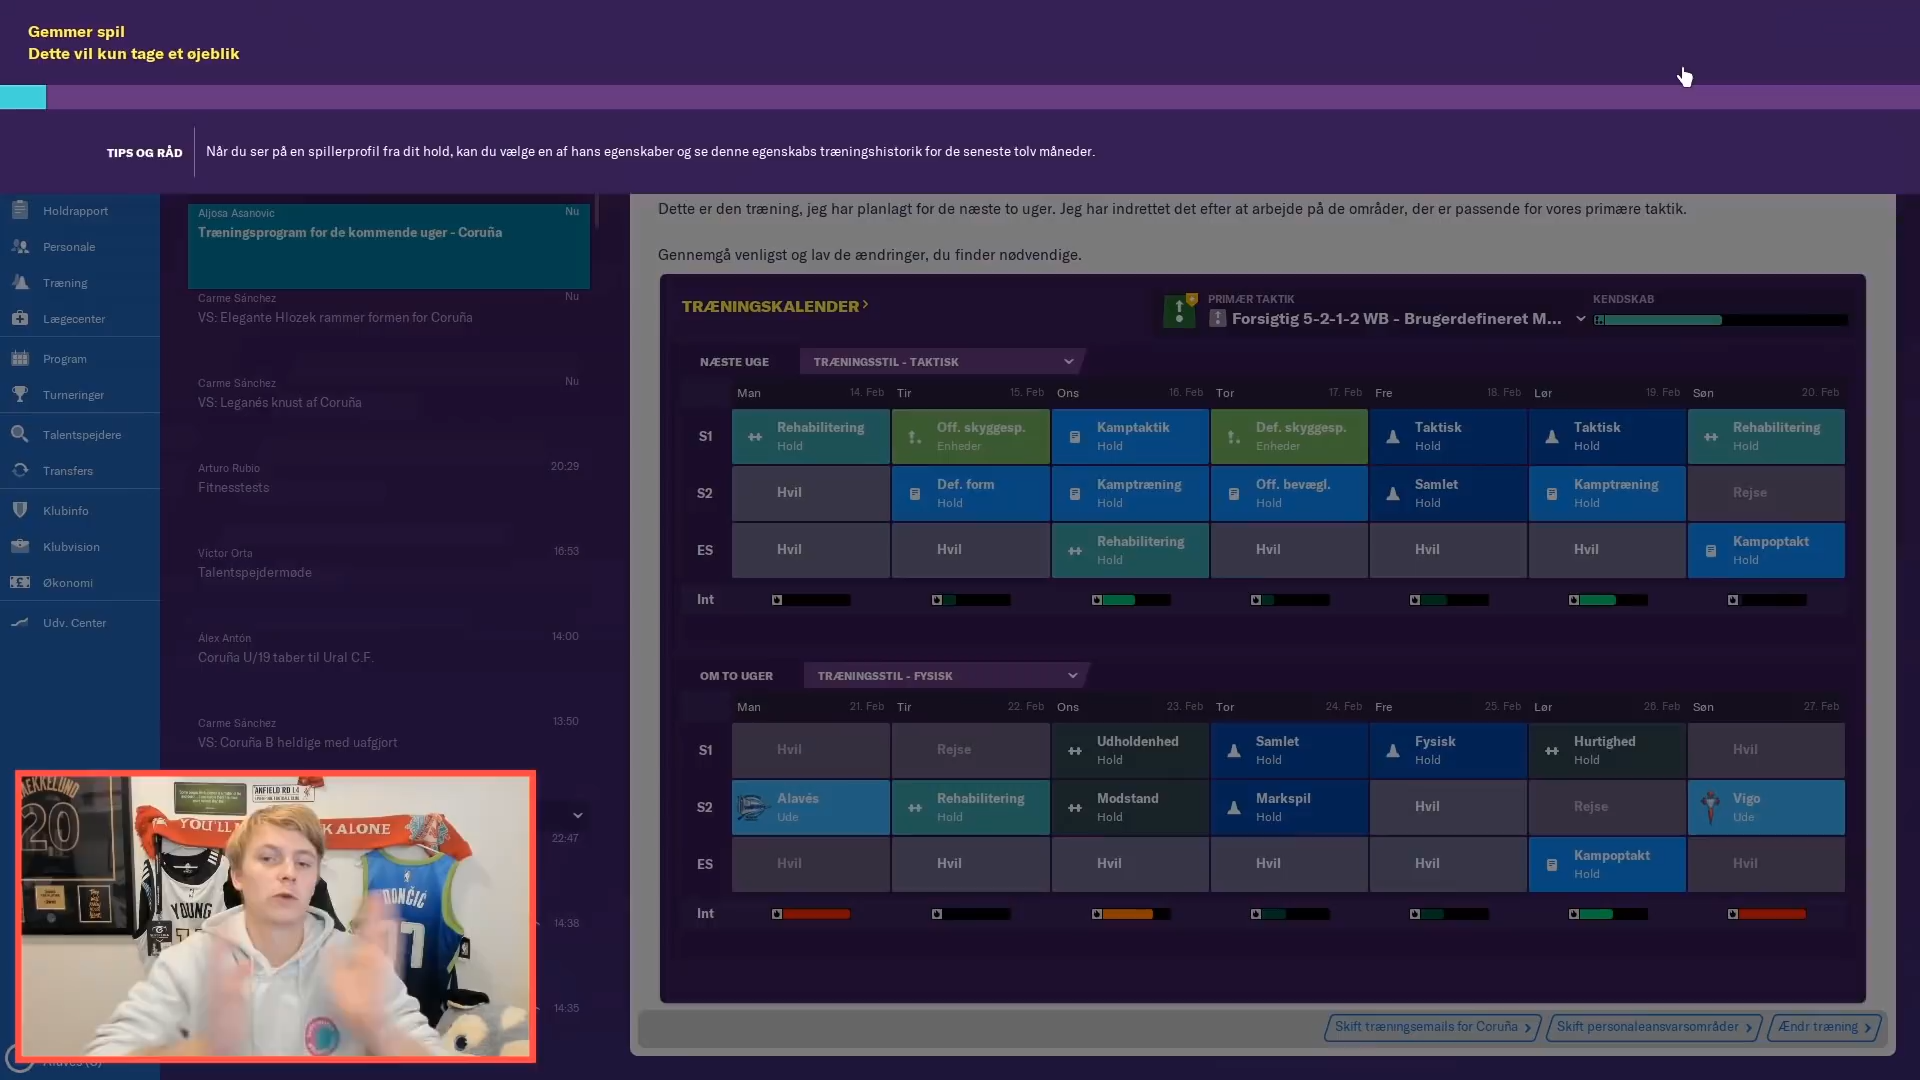 Gemmer spil
Dette vil kun tage et øjeblik
TIPS OG RÅD
Når du ser på en spillerprofil fra dit hold, kan du vælge en af hans egenskaber og se denne egenskabs træningshistorik for de seneste tolv måneder.
Holdrapport
Personale
Træning
Lægecenter
Program
Turneringer
Talentspejdere
Transfers
Klubinfo
Klubvision
Økonomi
Udv. Center
Aljosa Asanovic Nu
Træningsprogram for de kommende uger - Coruña
Carme Sánchez Nu
VS: Elegante Hlozek rammer formen for Coruña
Carme Sánchez Nu
VS: Leganés knust af Coruña
Arturo Rubio 20:29
Fitnesstests
Víctor Orta 16:53
Talentspejdermøde
Álex Antón 14:00
Coruña U/19 taber til Ural C.F.
Carme Sánchez 13:50
VS: Coruña B heldige med uafgjort
22:47
14:38
14:35
Dette er den træning, jeg har planlagt for de næste to uger. Jeg har indrettet det efter at arbejde på de områder, der er passende for vores primære taktik.
Gennemgå venligst og lav de ændringer, du finder nødvendige.
TRÆNINGSKALENDER
PRIMÆR TAKTIK
Forsigtig 5-2-1-2 WB - Brugerdefineret M...
KENDSKAB
NÆSTE UGE TRÆNINGSSTIL - TAKTISK
Man 14. Feb Tir 15. Feb Ons 16. Feb Tor 17. Feb Fre 18. Feb Lør 19. Feb Søn 20. Feb
S1 Rehabilitering Off. skyggesp. Kamptaktik Def. skyggesp. Taktisk Taktisk Rehabilitering
Hold Enheder Hold Enheder Hold Hold Hold
S2 Hvil Def. form Kamptræning Off. bevægl. Samlet Kamptræning Rejse
Hold Hold Hold Hold Hold
ES Hvil Hvil Rehabilitering Hvil Hvil Hvil Kampoptakt
Hold Hold
Int
OM TO UGER TRÆNINGSSTIL - FYSISK
Man 21. Feb Tir 22. Feb Ons 23. Feb Tor 24. Feb Fre 25. Feb Lør 26. Feb Søn 27. Feb
S1 Hvil Rejse Udholdenhed Samlet Fysisk Hurtighed Hvil
Hold Hold Hold Hold
S2 Alavés Rehabilitering Modstand Markspil Hvil Rejse Vigo
Ude Hold Hold Hold Ude
ES Hvil Hvil Hvil Hvil Hvil Kampoptakt Hvil
Hold
Int
Skift træningsemails for Coruña
Skift personaleansvarsområder
Ændr træning
20
ANFIELD RD L4
YOU'LL
K ALONE
YOUNG
DONČIĆ
77